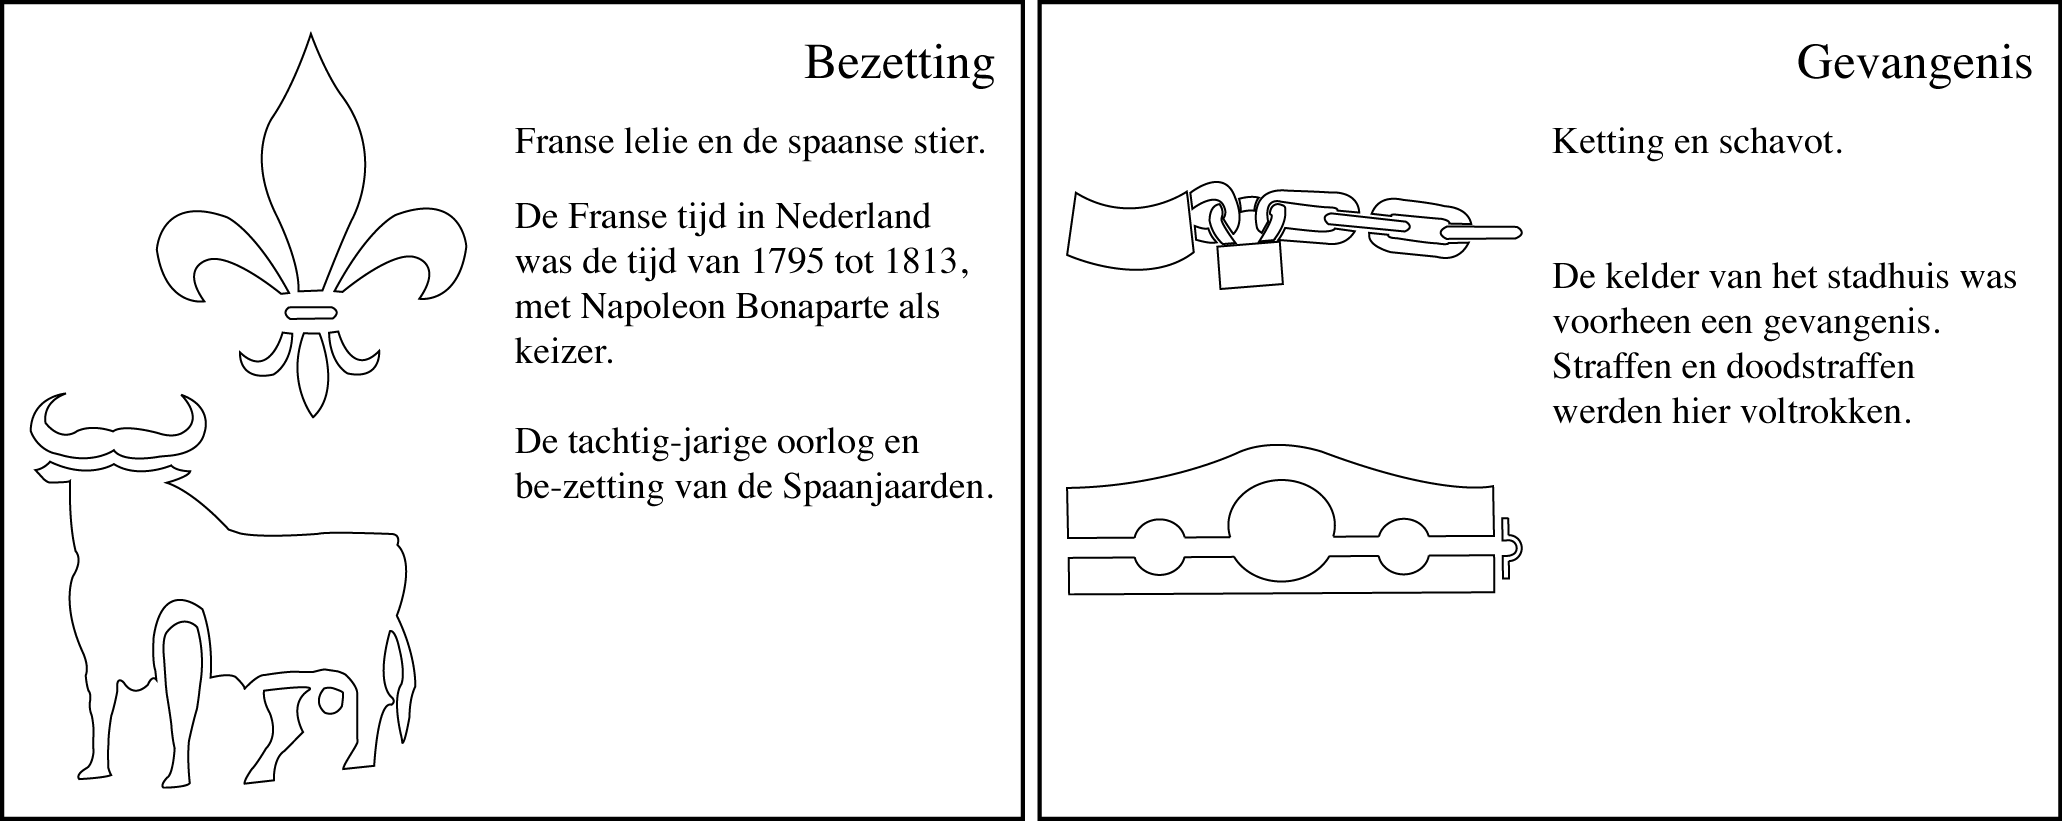 Bezetting
Franse lelie en de spaanse stier.
De Franse tijd in Nederland
was de tijd van 1795 tot 1813,
met Napoleon Bonaparte als
keizer.
De tachtig-jarige oorlog en
be-zetting van de Spaanjaarden.
Gevangenis
Ketting en schavot.
De kelder van het stadhuis was
voorheen een gevangenis.
Straffen en doodstraffen
werden hier voltrokken.